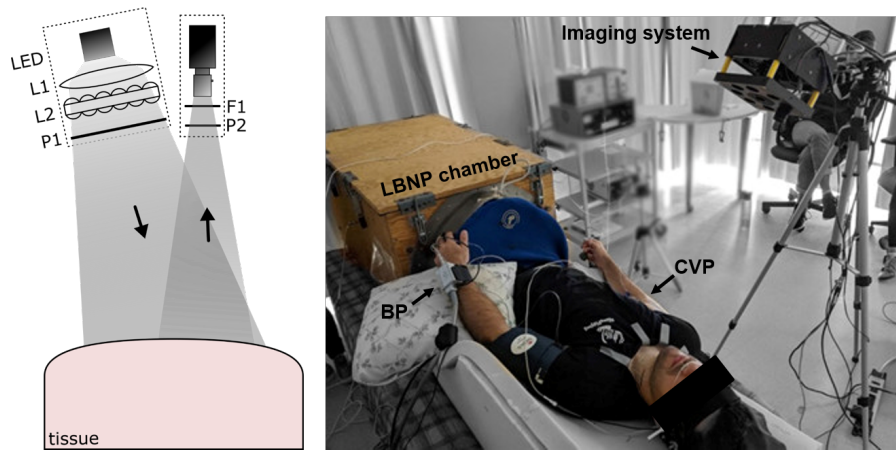 LED
L1
L2
P1
F1
P2
tissue
Imaging system
LBNP chamber
BP
CVP